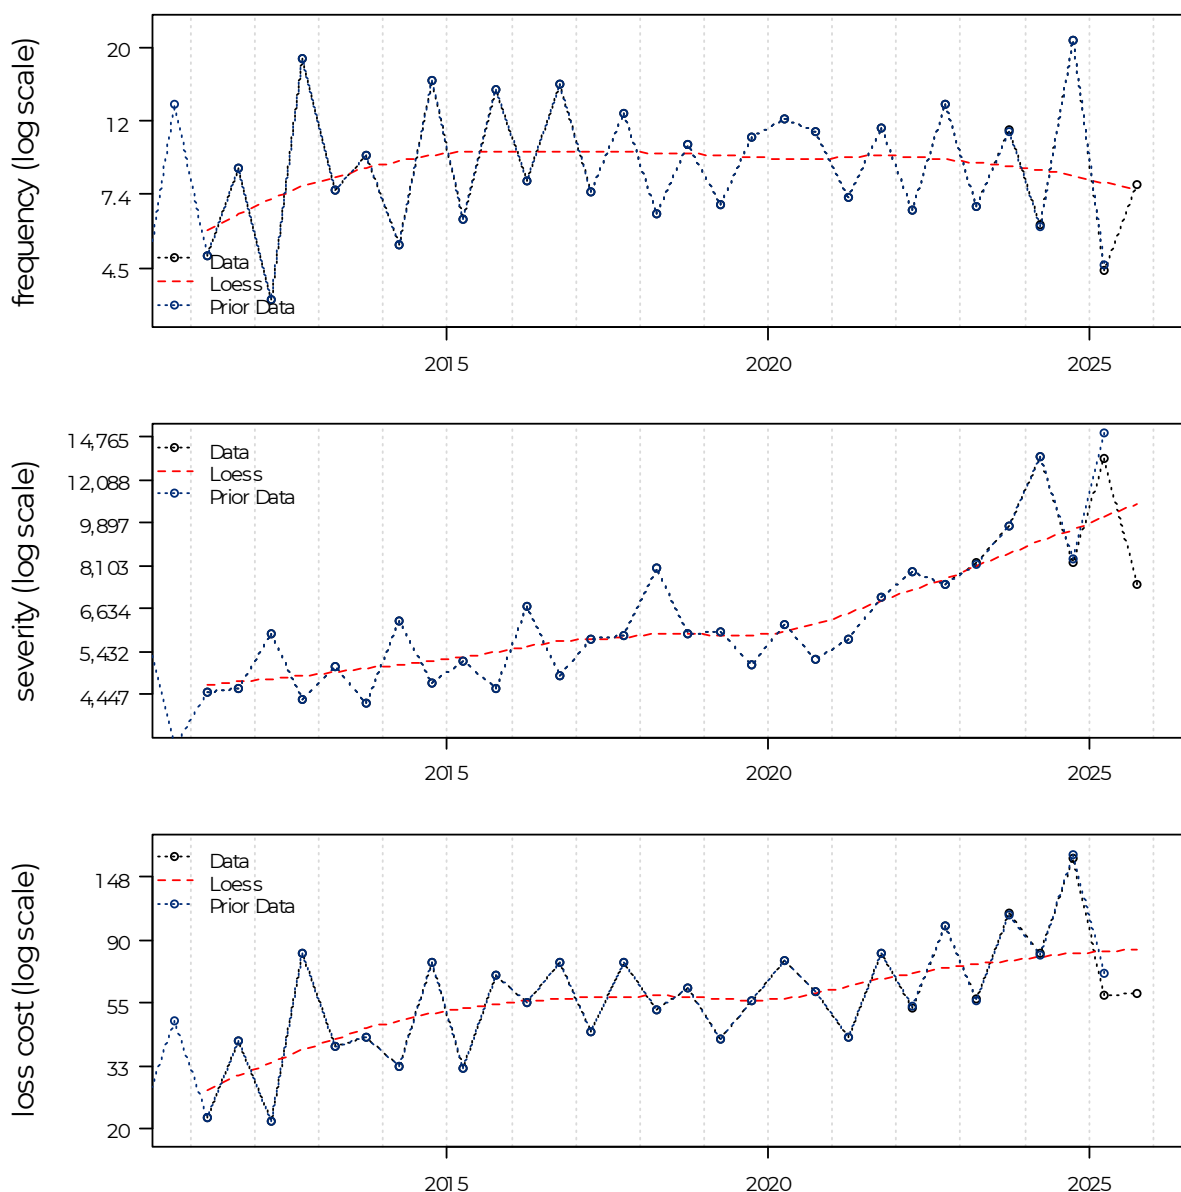 frequency (log scale)
20
12
7.4
4.5
Data
Loess
Prior Data
2015
2020
2025
severity (log scale)
14,765
12,088
9,897
8,103
6,634
5,432
4,447
Data
Loess
Prior Data
2015
2020
2025
loss cost (log scale)
148
90
55
33
20
Data
Loess
Prior Data
2015
2020
2025